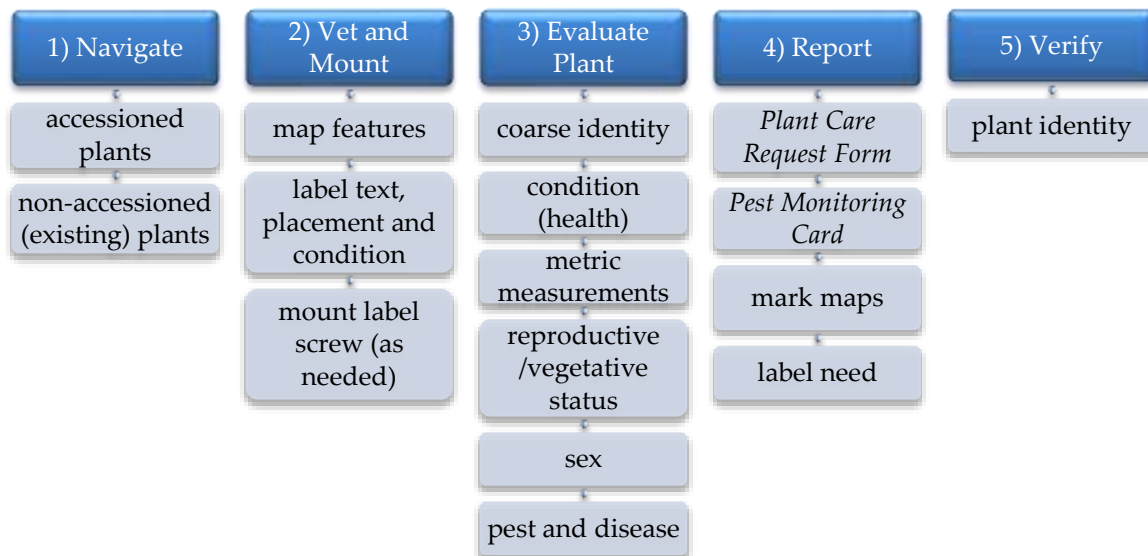 1) Navigate
accessioned
plants
non-accessioned
(existing) plants
2) Vet and
Mount
map features
label text,
placement and
condition
mount label
screw (as
needed)
3) Evaluate
Plant
coarse identity
condition
(health)
metric
measurements
reproductive
/vegetative
status
sex
pest and disease
4) Report
Plant Care
Request Form
Pest Monitoring
Card
mark maps
label need
5) Verify
plant identity